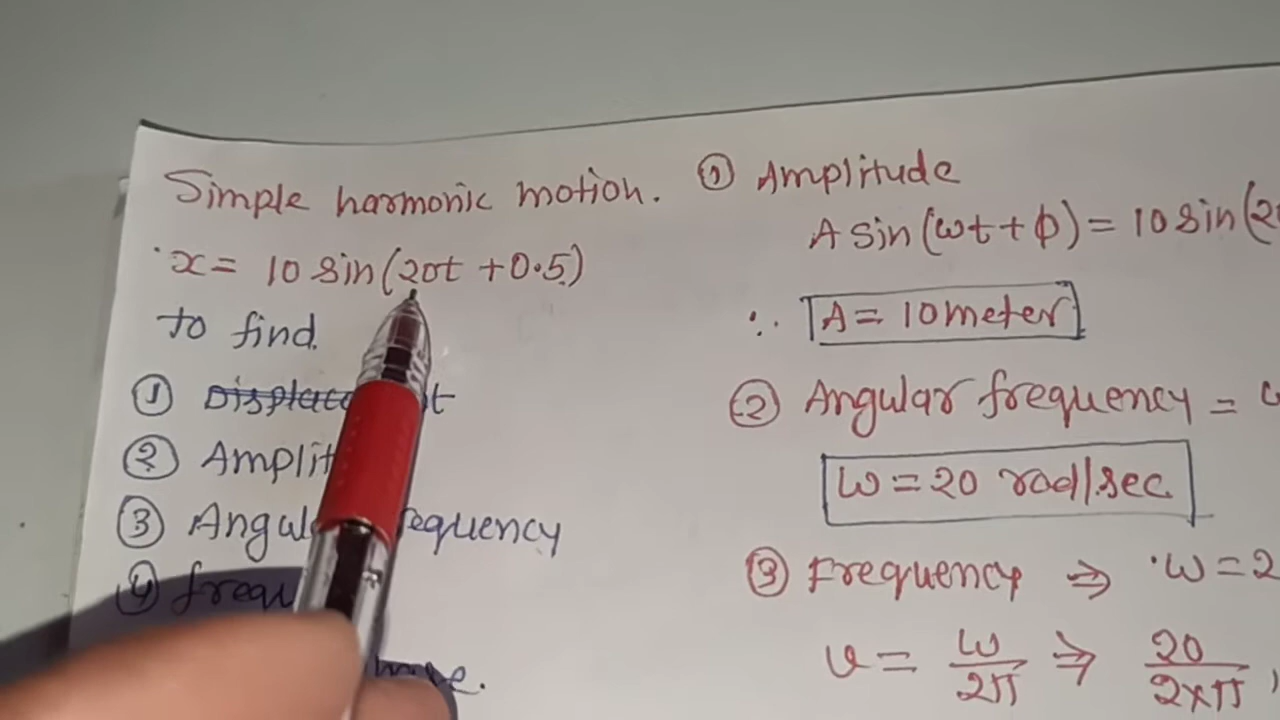 Simple harmonic motion.
x = 10 sin(20t + 0.5)
To find.
①
② Amplit
③ Angul equency
④ frequ
① Amplitude
A sin(ωt + φ) = 10 sin(2
∴ A = 10 meter
② Angular frequency =
ω = 20 rad/sec
③ Frequency ⇒ ω = 2
υ = ω/2π ⇒ 20/2×π